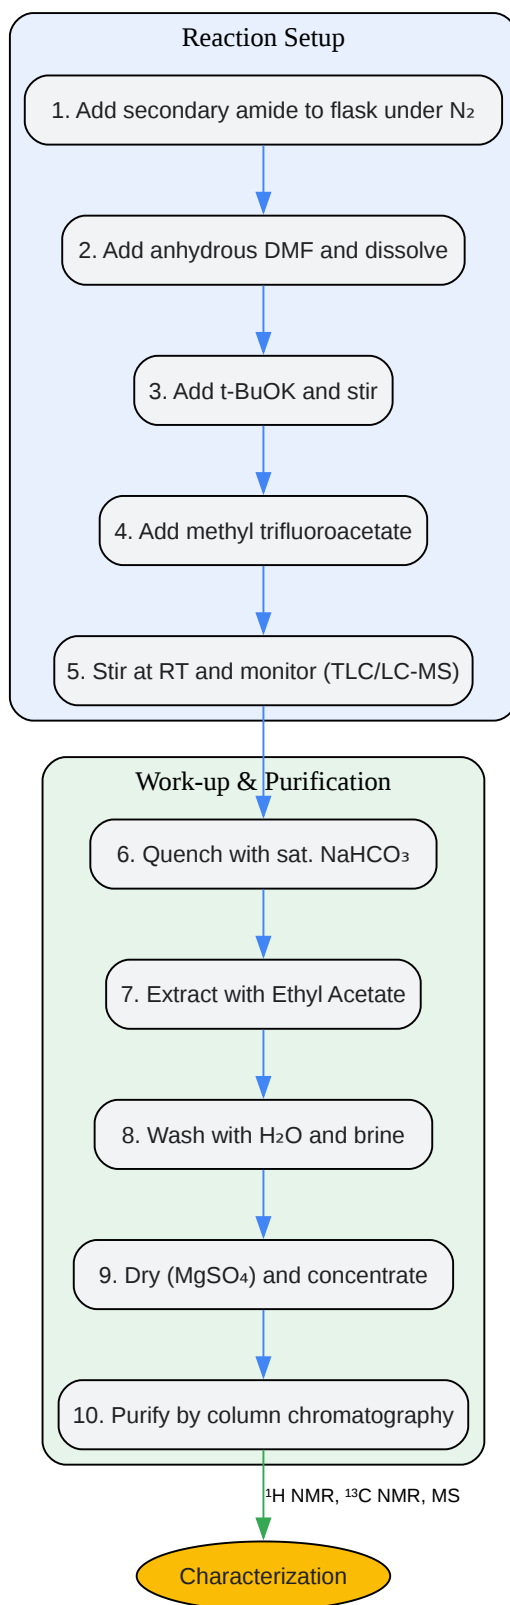 Reaction Setup
1. Add secondary amide to flask under N₂
2. Add anhydrous DMF and dissolve
3. Add t-BuOK and stir
4. Add methyl trifluoroacetate
5. Stir at RT and monitor (TLC/LC-MS)
Work-up & Purification
6. Quench with sat. NaHCO₃
7. Extract with Ethyl Acetate
8. Wash with H₂O and brine
9. Dry (MgSO₄) and concentrate
10. Purify by column chromatography
¹H NMR, ¹³C NMR, MS
Characterization